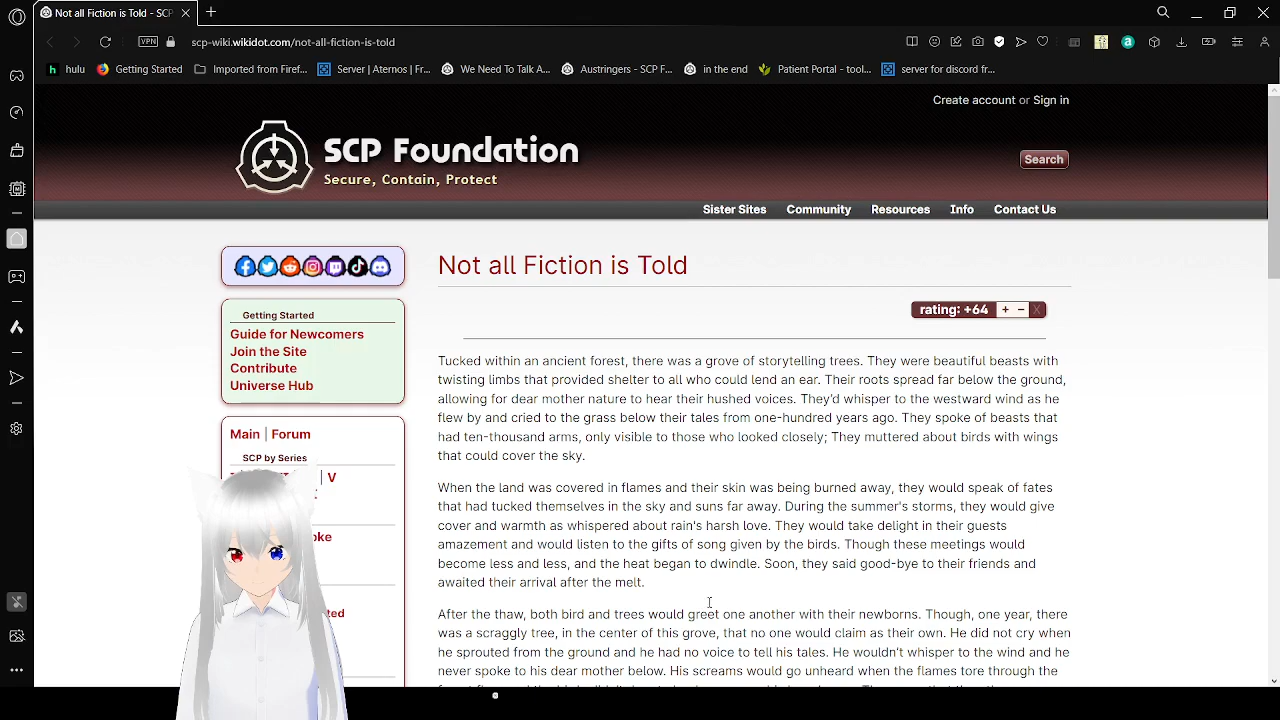 Not all Fiction is Told - SCP
VPN
scp-wiki.wikidot.com/not-all-fiction-is-told
hulu
Getting Started
Imported from Firef...
Server | Aternos | Fr...
We Need To Talk A...
Austringers - SCP F...
in the end
Patient Portal - tool...
server for discord fr...
Create account or Sign in
SCP Foundation
Secure, Contain, Protect
Search
Sister Sites
Community
Resources
Info
Contact Us
Getting Started
Guide for Newcomers
Join the Site
Contribute
Universe Hub
Main | Forum
SCP by Series
| V
Not all Fiction is Told
rating: +64 + – X
Tucked within an ancient forest, there was a grove of storytelling trees. They were beautiful beasts with
twisting limbs that provided shelter to all who could lend an ear. Their roots spread far below the ground,
allowing for dear mother nature to hear their hushed voices. They'd whisper to the westward wind as he
flew by and cried to the grass below their tales from one-hundred years ago. They spoke of beasts that
had ten-thousand arms, only visible to those who looked closely; They muttered about birds with wings
that could cover the sky.
When the land was covered in flames and their skin was being burned away, they would speak of fates
that had tucked themselves in the sky and suns far away. During the summer's storms, they would give
cover and warmth as whispered about rain's harsh love. They would take delight in their guests
amazement and would listen to the gifts of song given by the birds. Though these meetings would
become less and less, and the heat began to dwindle. Soon, they said good-bye to their friends and
awaited their arrival after the melt.
After the thaw, both bird and trees would greet one another with their newborns. Though, one year, there
was a scraggly tree, in the center of this grove, that no one would claim as their own. He did not cry when
he sprouted from the ground and he had no voice to tell his tales. He wouldn't whisper to the wind and he
never spoke to his dear mother below. His screams would go unheard when the flames tore through the